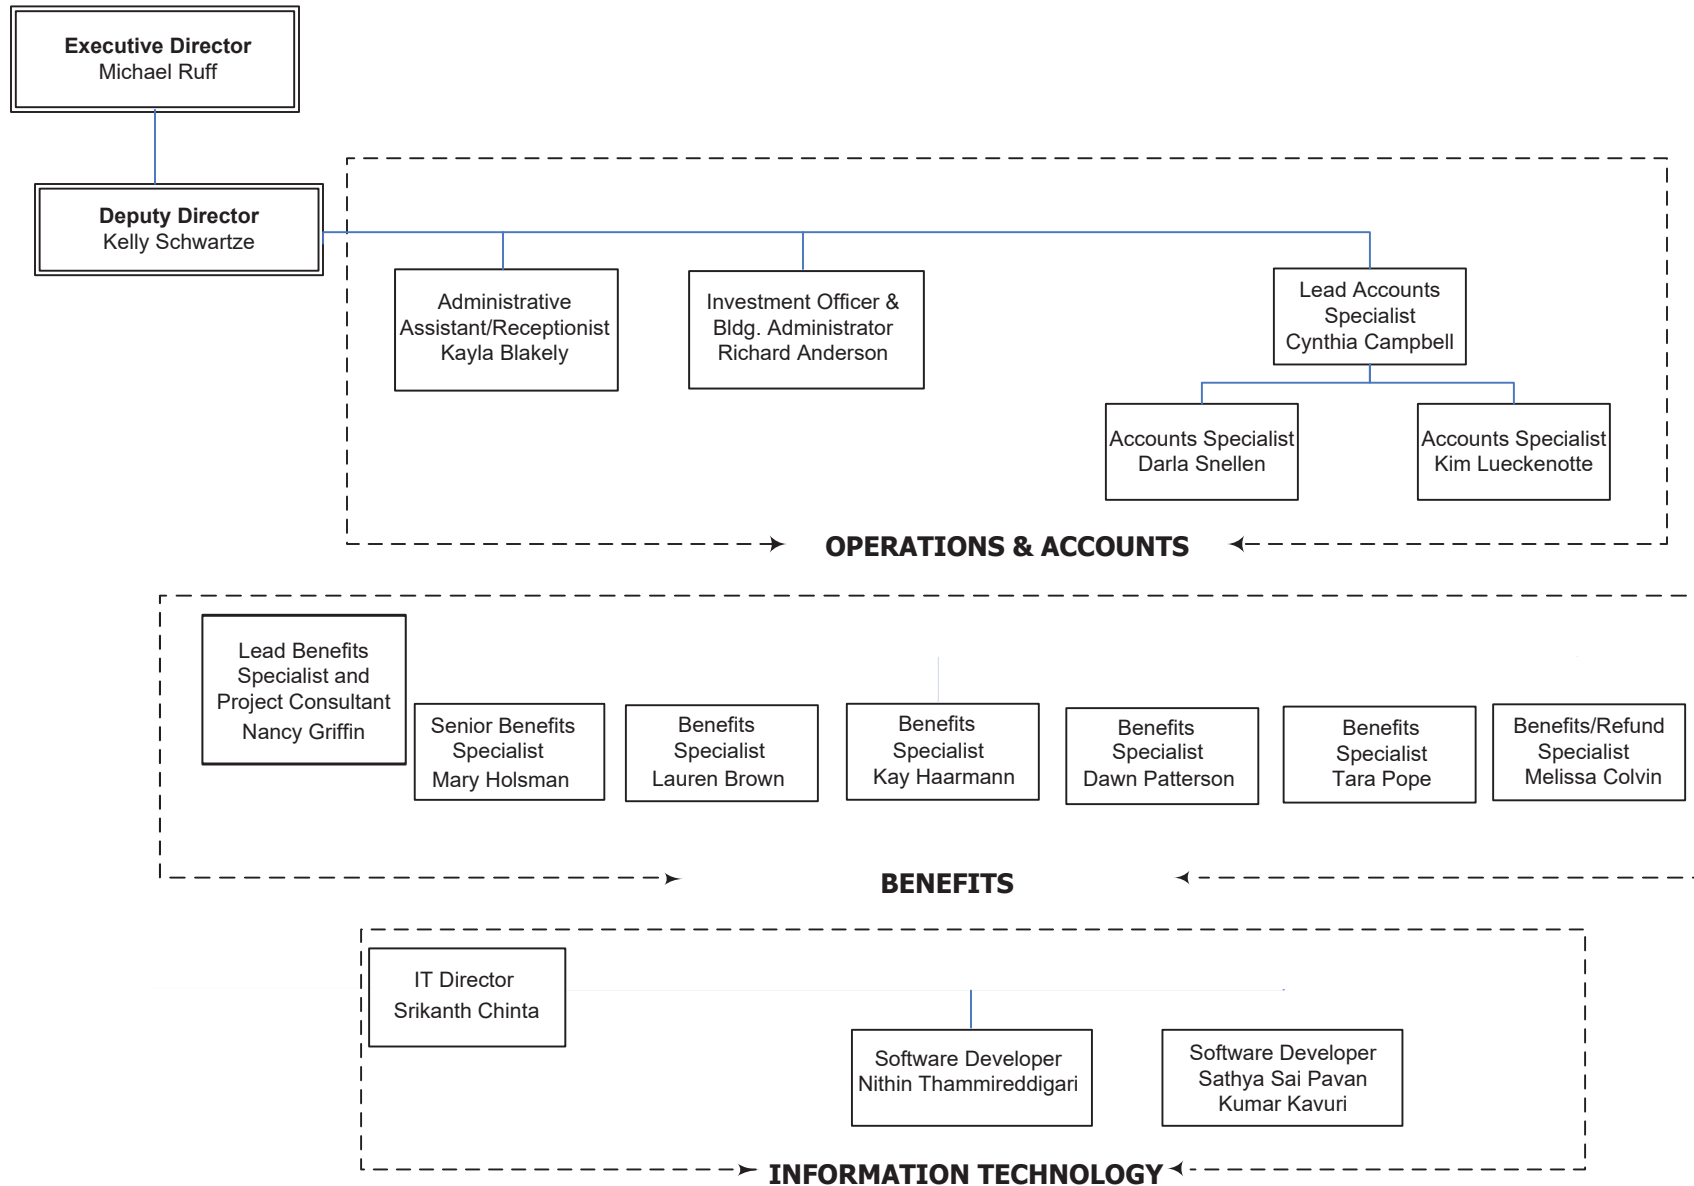 Executive Director
Michael Ruff
Deputy Director
Kelly Schwartze
Administrative
Assistant/Receptionist
Kayla Blakely
Investment Officer &
Bldg. Administrator
Richard Anderson
Lead Accounts
Specialist
Cynthia Campbell
Accounts Specialist
Darla Snellen
Accounts Specialist
Kim Lueckenotte
OPERATIONS & ACCOUNTS
Lead Benefits
Specialist and
Project Consultant
Nancy Griffin
Senior Benefits
Specialist
Mary Holsman
Benefits
Specialist
Lauren Brown
Benefits
Specialist
Kay Haarmann
Benefits
Specialist
Dawn Patterson
Benefits
Specialist
Tara Pope
Benefits/Refund
Specialist
Melissa Colvin
BENEFITS
IT Director
Srikanth Chinta
Software Developer
Nithin Thammireddigari
Software Developer
Sathya Sai Pavan
Kumar Kavuri
INFORMATION TECHNOLOGY